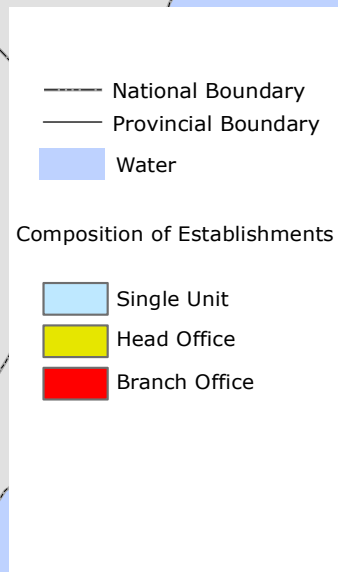 National Boundary
Provincial Boundary
Water
Composition of Establishments
Single Unit
Head Office
Branch Office